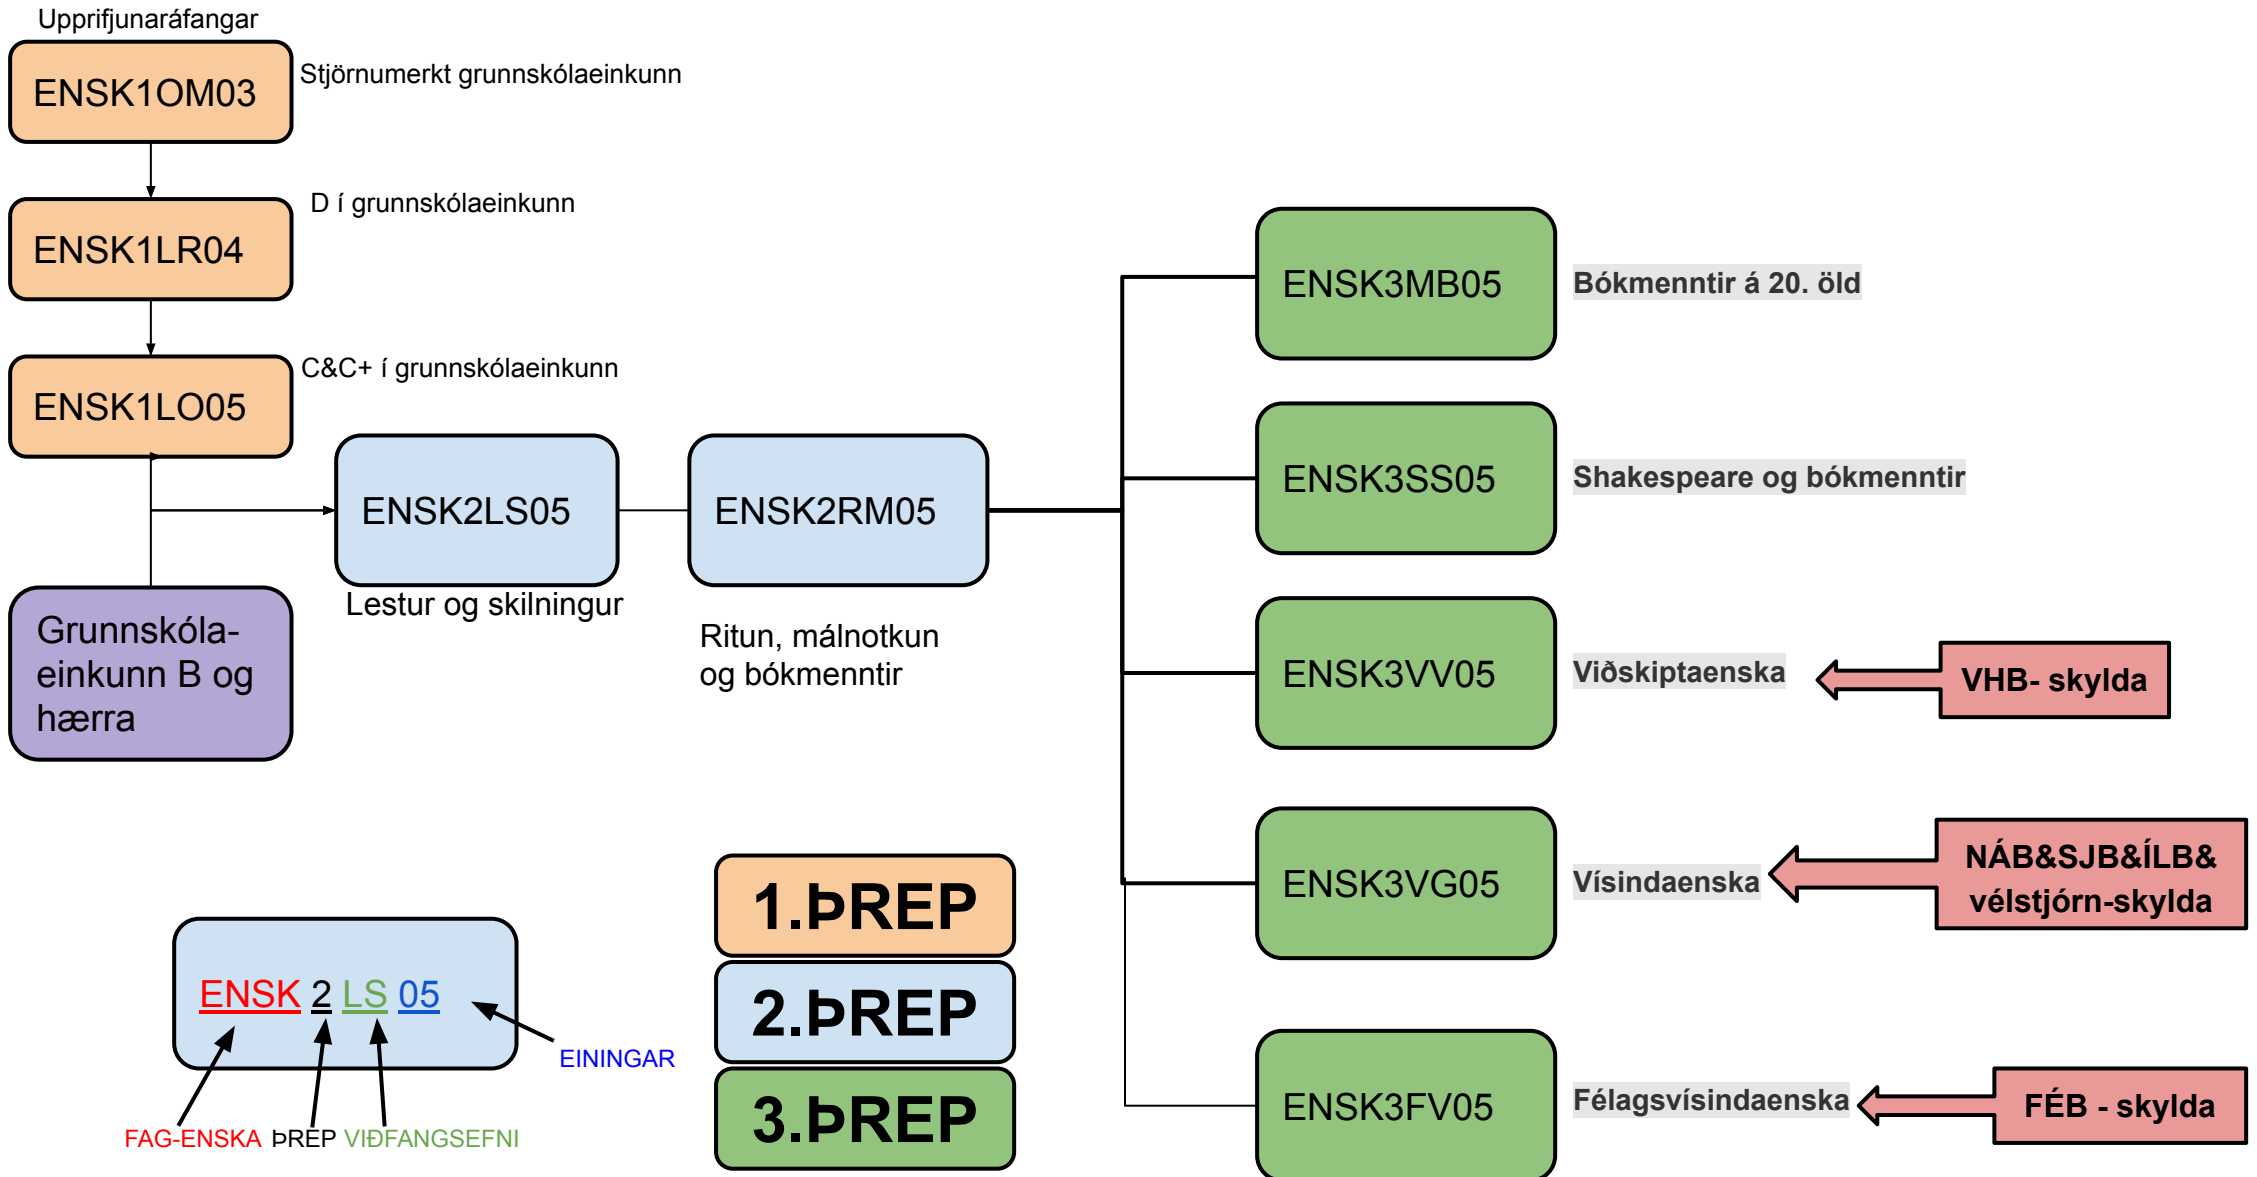 Upprifjunaráfangar
ENSK1OM03
Stjörnumerkt grunnskólaeinkunn
ENSK1LR04
D í grunnskólaeinkunn
ENSK1LO05
C&C+ í grunnskólaeinkunn
Grunnskóla-
einkunn B og
hærra
ENSK2LS05
Lestur og skilningur
ENSK2RM05
Ritun, málnotkun
og bókmenntir
ENSK3MB05
Bókmenntir á 20. öld
ENSK3SS05
Shakespeare og bókmenntir
ENSK3VV05
Viðskiptaenska
VHB- skylda
ENSK3VG05
Vísindaenska
NÁB&SJB&ÍLB&
vélstjórn-skylda
ENSK3FV05
Félagsvísindaenska
FÉB - skylda
ENSK 2 LS 05
EININGAR
FAG-ENSKA ÞREP VIÐFANGSEFNI
1.ÞREP
2.ÞREP
3.ÞREP